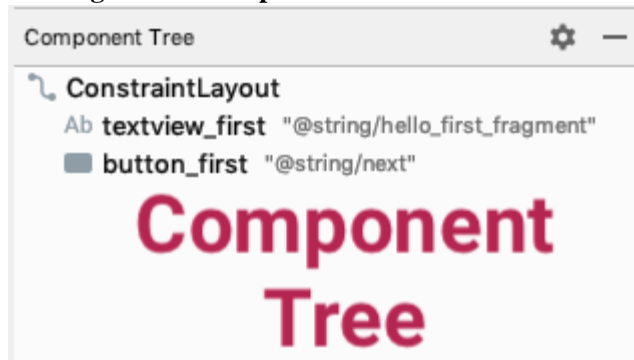 Component Tree
ConstraintLayout
Ab textview_first "@string/hello_first_fragment"
button_first "@string/next"
Component
Tree